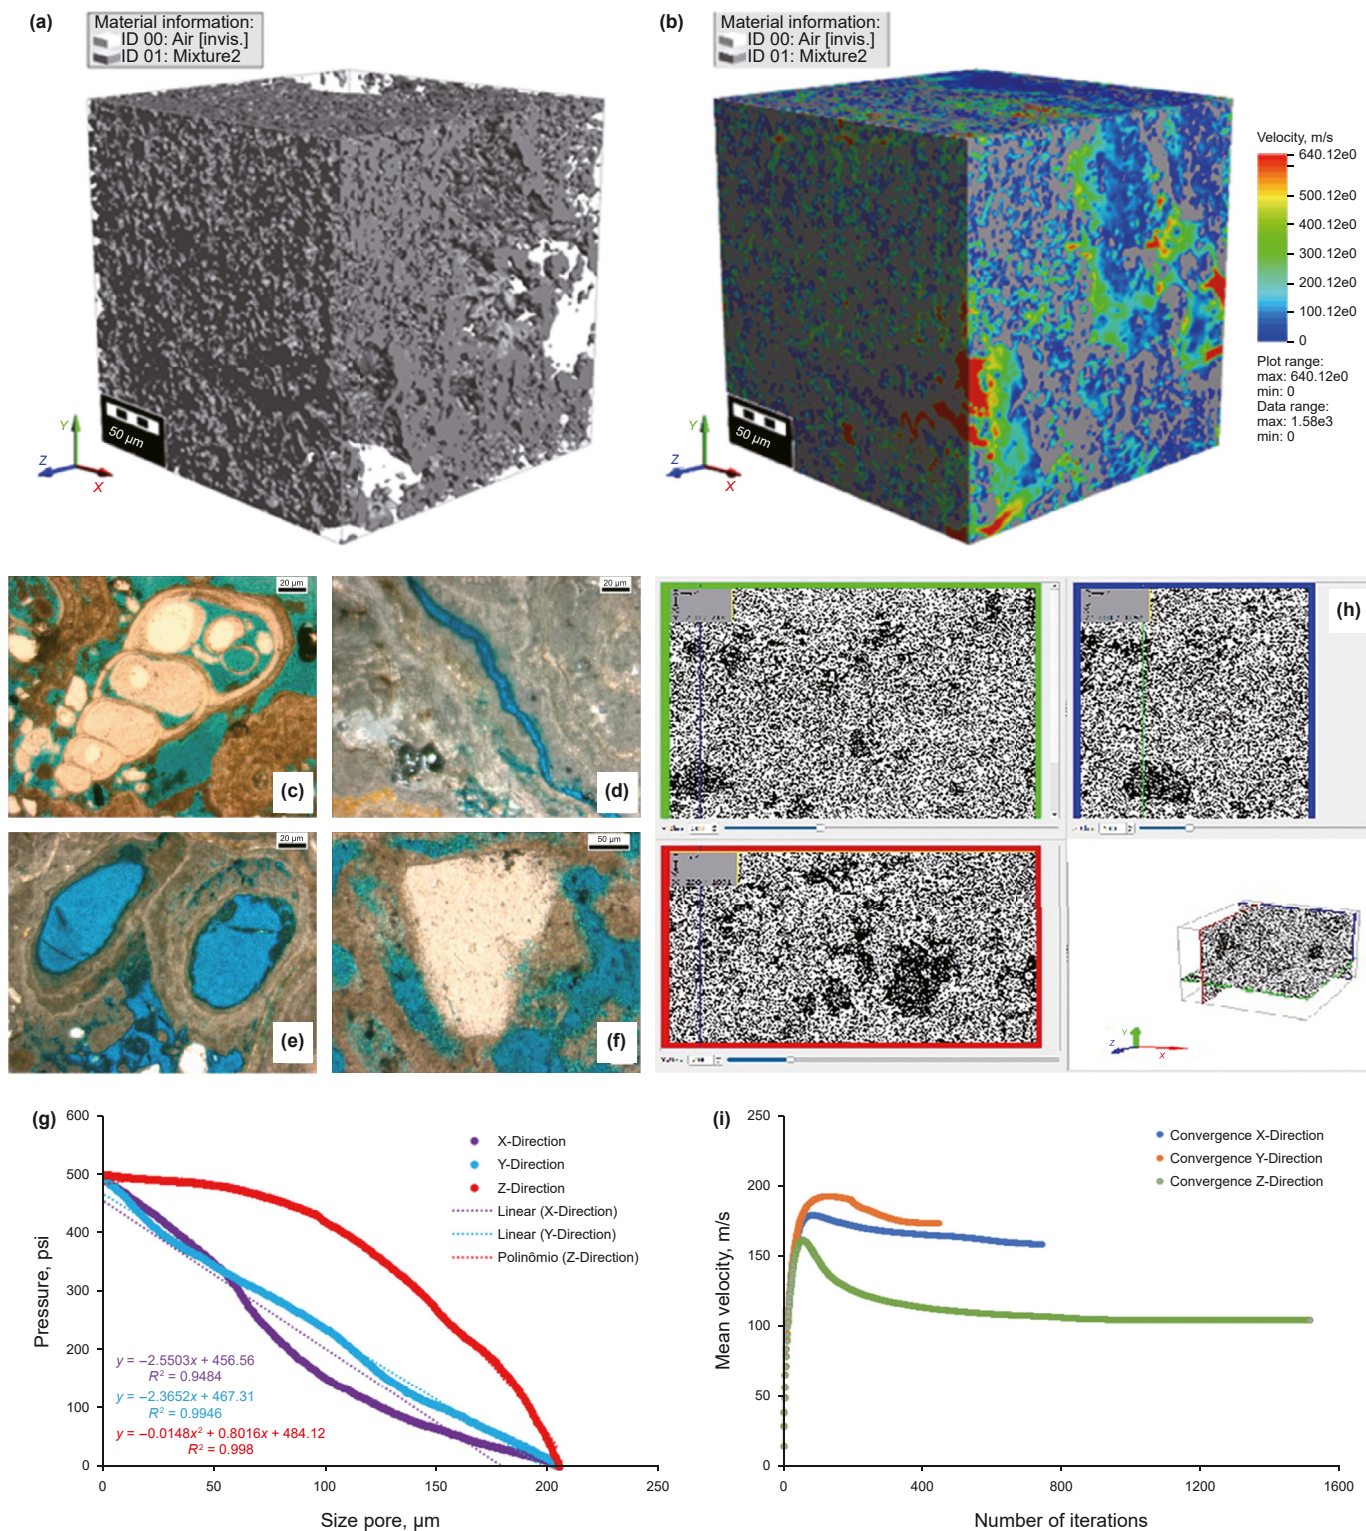 (a)
Material information:
ID 00: Air [invis.]
ID 01: Mixture2
50 µm
Y
Z
X
(b)
Material information:
ID 00: Air [invis.]
ID 01: Mixture2
Velocity, m/s
640.12e0
500.12e0
400.12e0
300.12e0
200.12e0
100.12e0
0
Plot range:
max: 640.12e0
min: 0
Data range:
max: 1.58e3
min: 0
50 µm
Y
Z
X
20 µm
(c)
20 µm
(d)
20 µm
(e)
50 µm
(f)
(h)
Y
Z
X
(g)
600
500
400
300
200
100
0
0
50
100
150
200
250
Pressure, psi
Size pore, µm
X-Direction
Y-Direction
Z-Direction
Linear (X-Direction)
Linear (Y-Direction)
Polinômio (Z-Direction)
y = −2.5503x + 456.56
R² = 0.9484
y = −2.3652x + 467.31
R² = 0.9946
y = −0.0148x² + 0.8016x + 484.12
R² = 0.998
(i)
250
200
150
100
50
0
0
400
800
1200
1600
Mean velocity, m/s
Number of iterations
Convergence X-Direction
Convergence Y-Direction
Convergence Z-Direction